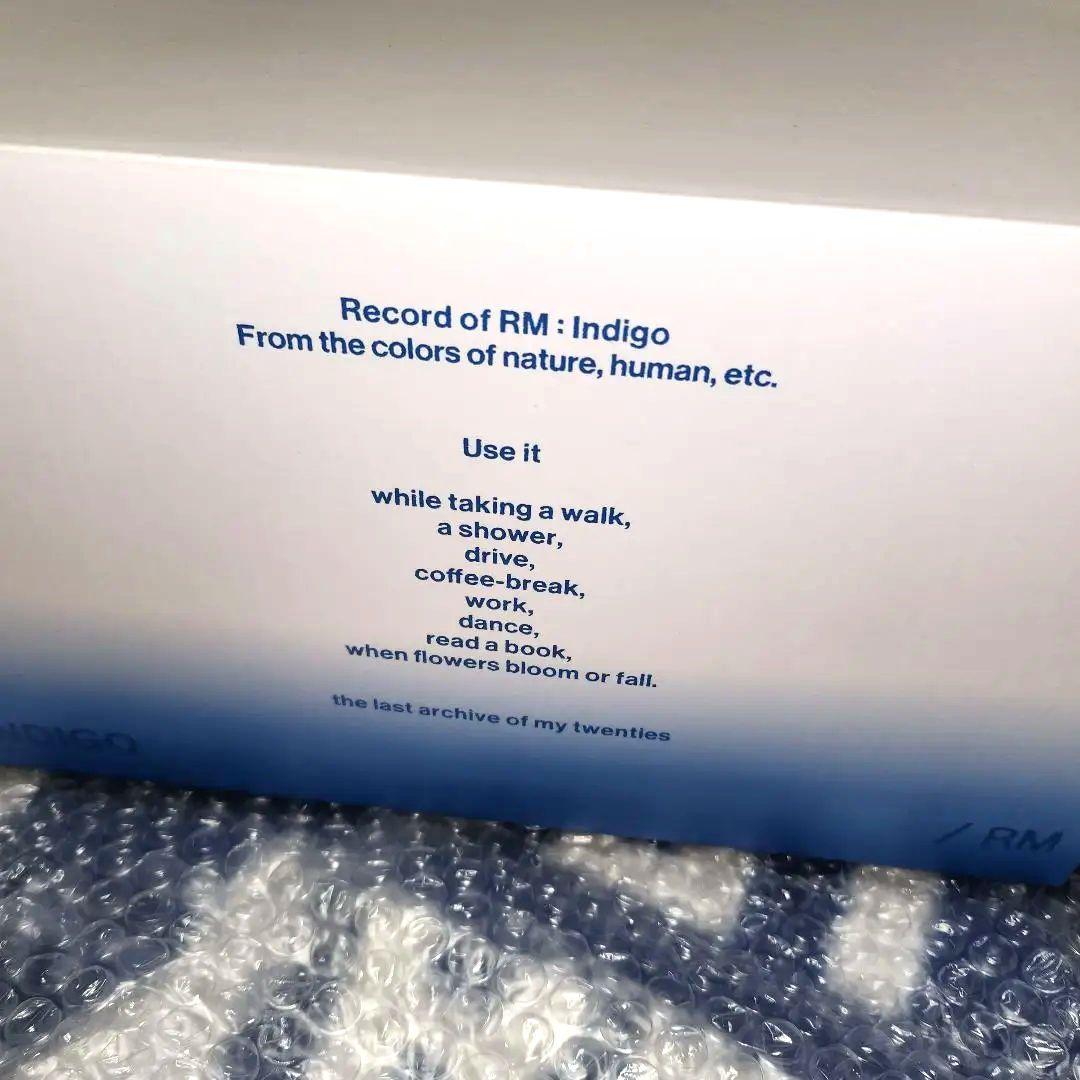 Record of RM : Indigo
From the colors of nature, human, etc.
Use it
while taking a walk,
a shower,
drive,
coffee-break,
work,
dance,
read a book,
when flowers bloom or fall.
the last archive of my twenties
INDIGO
/ RM